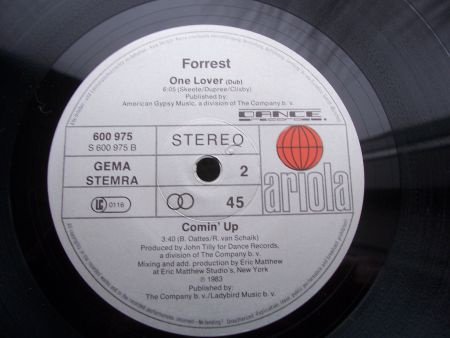 Forrest
One Lover (Dub)
6:05 (Skeete/Dupree/Clisby)
Published by:
American Gypsy Music, a division of The Company b. v.
DANCE
RECORDS
600 975
S 600 975 B
STEREO
GEMA
STEMRA
2
LC 0116
45
ariola
Comin' Up
3:40 (B. Oattes/R. van Schaik)
Produced by John Tilly for Dance Records,
a division of The Company b. v.
Mixing and add. production by Eric Matthew
at Eric Matthew Studio's, New York
℗ 1983
Published by:
The Company b. v./Ladybird Music b. v.